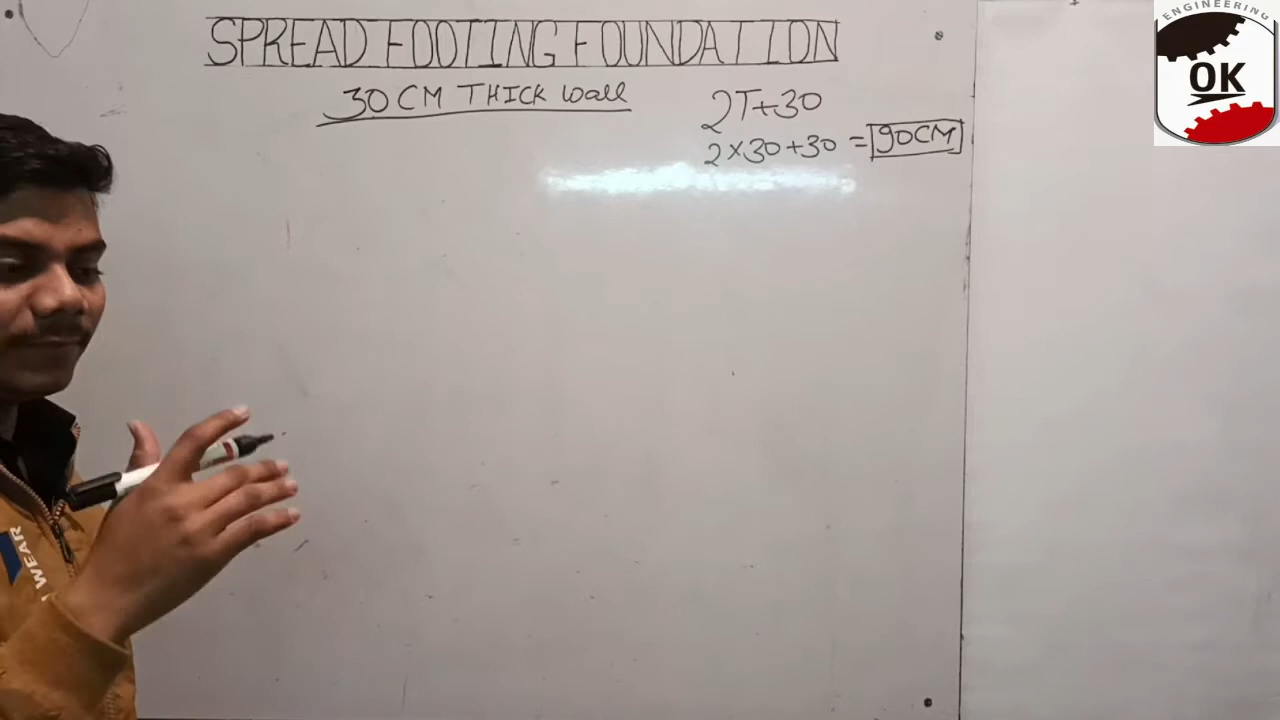 SPREAD FOOTING FOUNDATION
30 CM THICK Wall
2T+30
2×30+30 = 90CM
ENGINEERING
OK
WEAR